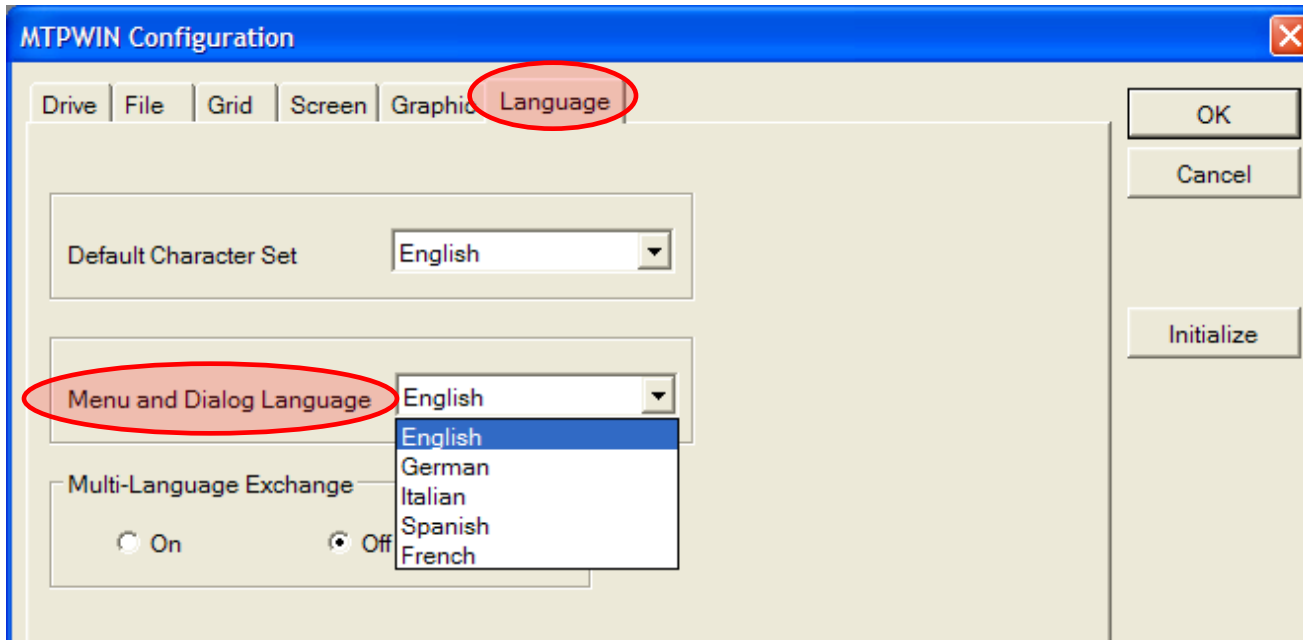 MTPWIN Configuration
Drive File Grid Screen Graphic Language
OK
Cancel
Default Character Set English
Initialize
Menu and Dialog Language English
English
German
Italian
Spanish
French
Multi-Language Exchange
On Off